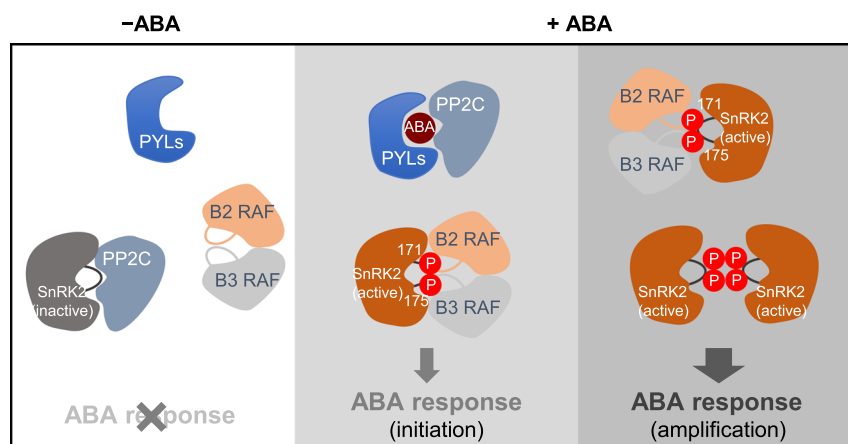 −ABA
+ ABA
PYLs
B2 RAF
B3 RAF
PP2C
SnRK2
(inactive)
ABA response
PP2C
ABA
PYLs
B2 RAF
171
P
SnRK2
(active)
P
175
B3 RAF
ABA response
(initiation)
B2 RAF
171
P
SnRK2
(active)
P
175
B3 RAF
P P
P P
SnRK2
(active)
SnRK2
(active)
ABA response
(amplification)